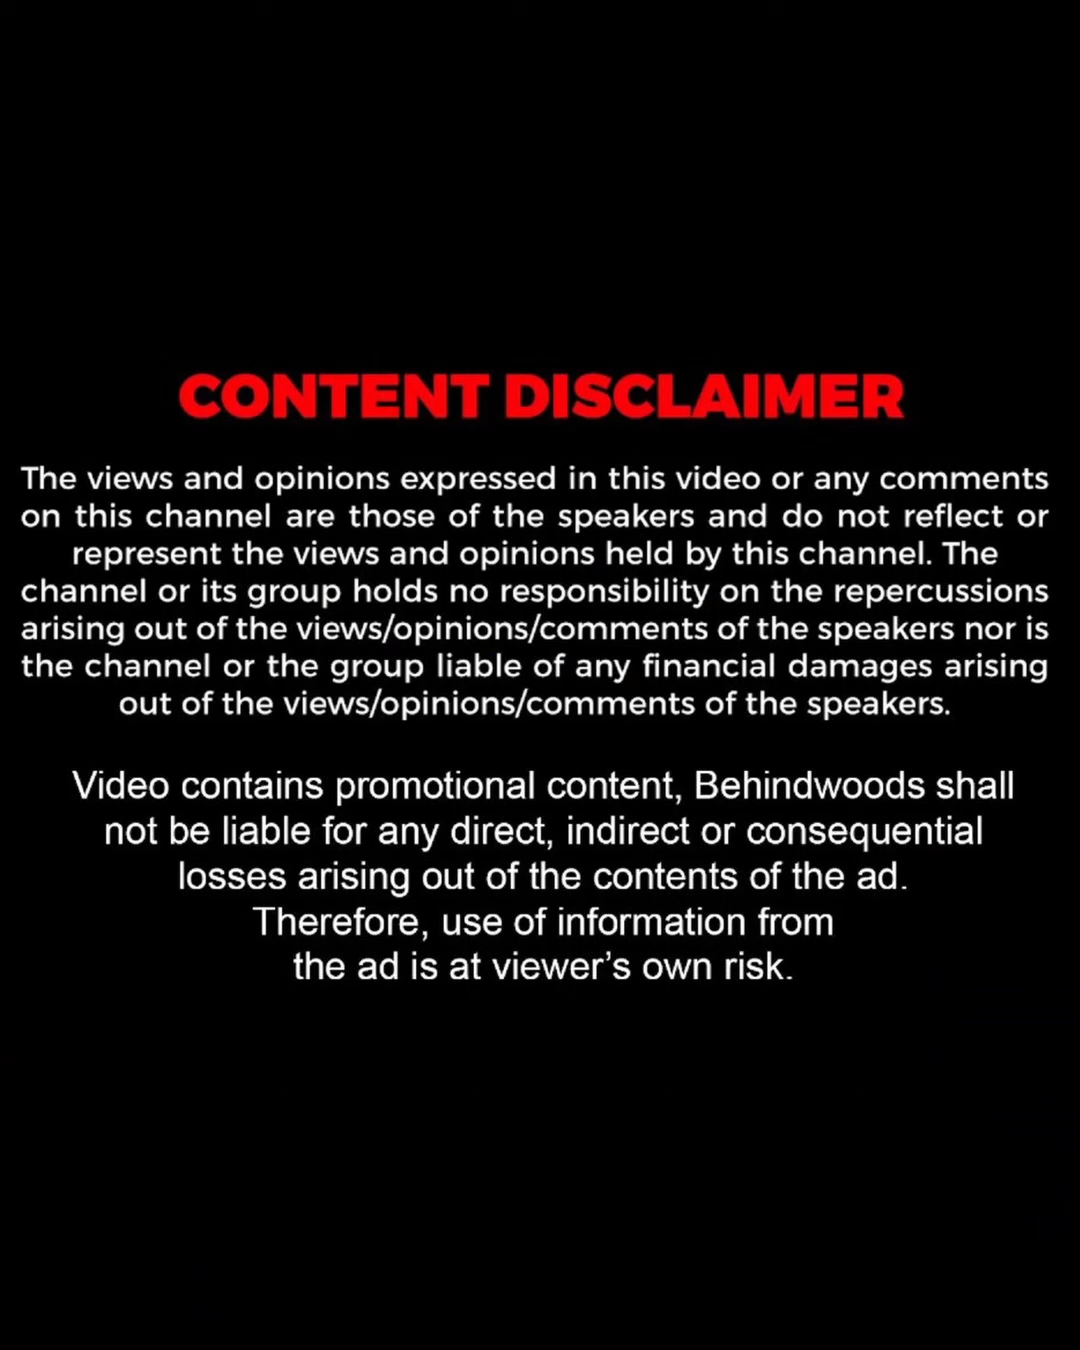 CONTENT DISCLAIMER
The views and opinions expressed in this video or any comments
on this channel are those of the speakers and do not reflect or
represent the views and opinions held by this channel. The
channel or its group holds no responsibility on the repercussions
arising out of the views/opinions/comments of the speakers nor is
the channel or the group liable of any financial damages arising
out of the views/opinions/comments of the speakers.
Video contains promotional content, Behindwoods shall
not be liable for any direct, indirect or consequential
losses arising out of the contents of the ad.
Therefore, use of information from
the ad is at viewer’s own risk.